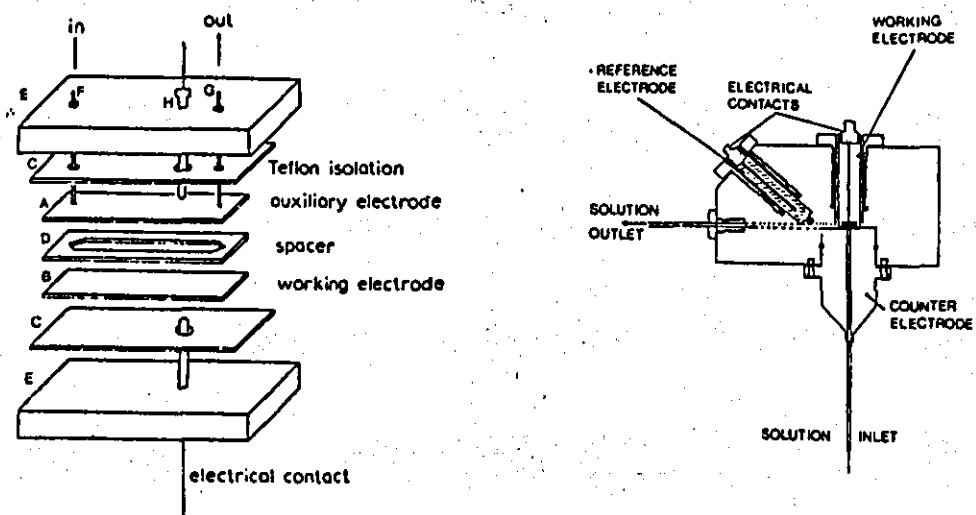 in
out
E
F
H
G
C
Teflon isolation
A
auxiliary electrode
D
spacer
B
working electrode
C
E
electrical contact
WORKING
ELECTRODE
REFERENCE
ELECTRODE
ELECTRICAL
CONTACTS
SOLUTION
OUTLET
COUNTER
ELECTRODE
SOLUTION INLET